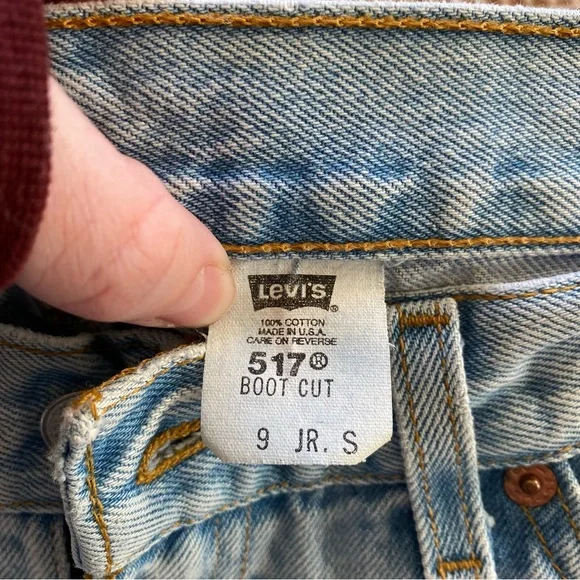 LEVI'S®
100% COTTON
MADE IN U.S.A.
CARE ON REVERSE
517®
BOOT CUT
9 JR. S